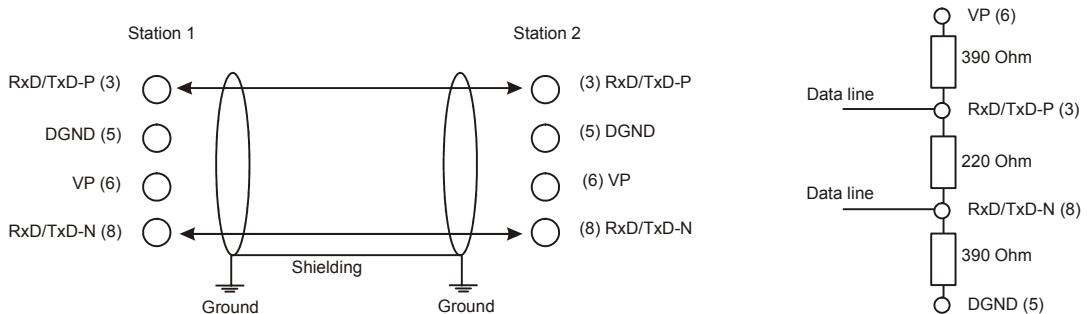 Station 1
Station 2
RxD/TxD-P (3)
(3) RxD/TxD-P
DGND (5)
(5) DGND
VP (6)
(6) VP
RxD/TxD-N (8)
(8) RxD/TxD-N
Shielding
Ground
Ground
VP (6)
390 Ohm
Data line
RxD/TxD-P (3)
220 Ohm
Data line
RxD/TxD-N (8)
390 Ohm
DGND (5)